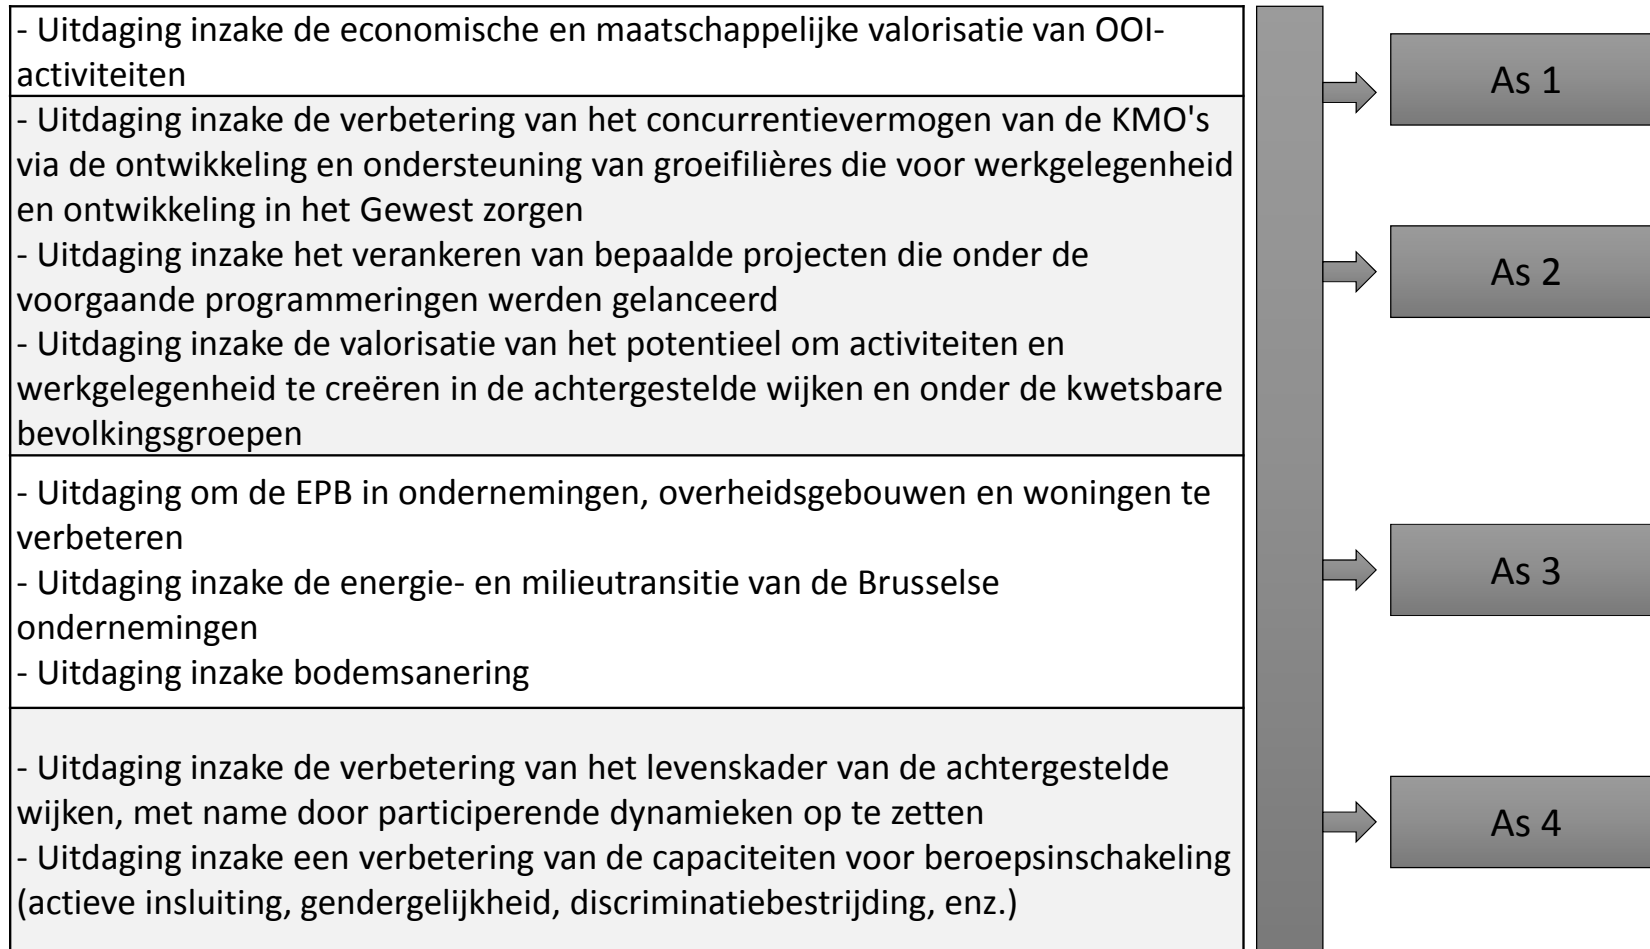 - Uitdaging inzake de economische en maatschappelijke valorisatie van OOI-
activiteiten
As 1
- Uitdaging inzake de verbetering van het concurrentievermogen van de KMO's
via de ontwikkeling en ondersteuning van groeifilières die voor werkgelegenheid
en ontwikkeling in het Gewest zorgen
- Uitdaging inzake het verankeren van bepaalde projecten die onder de
voorgaande programmeringen werden gelanceerd
- Uitdaging inzake de valorisatie van het potentieel om activiteiten en
werkgelegenheid te creëren in de achtergestelde wijken en onder de kwetsbare
bevolkingsgroepen
As 2
- Uitdaging om de EPB in ondernemingen, overheidsgebouwen en woningen te
verbeteren
- Uitdaging inzake de energie- en milieutransitie van de Brusselse
ondernemingen
- Uitdaging inzake bodemsanering
As 3
- Uitdaging inzake de verbetering van het levenskader van de achtergestelde
wijken, met name door participerende dynamieken op te zetten
- Uitdaging inzake een verbetering van de capaciteiten voor beroepsinschakeling
(actieve insluiting, gendergelijkheid, discriminatiebestrijding, enz.)
As 4